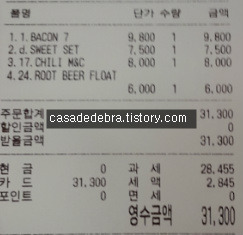 품명 단가 수량 금액
1. 1. BACON 7 9,800 1 9,800
2. d. SWEET SET 7,500 1 7,500
3. 17. CHILI M&C 8,000 1 8,000
4. 24. ROOT BEER FLOAT
6,000 1 6,000
주문합계 31,300
할인금액 0
받을금액 31,300
casadedebra.tistory.com
현 금 0 과 세 28,455
카 드 31,300 세 액 2,845
포인트 0 면 세 0
영수금액 31,300